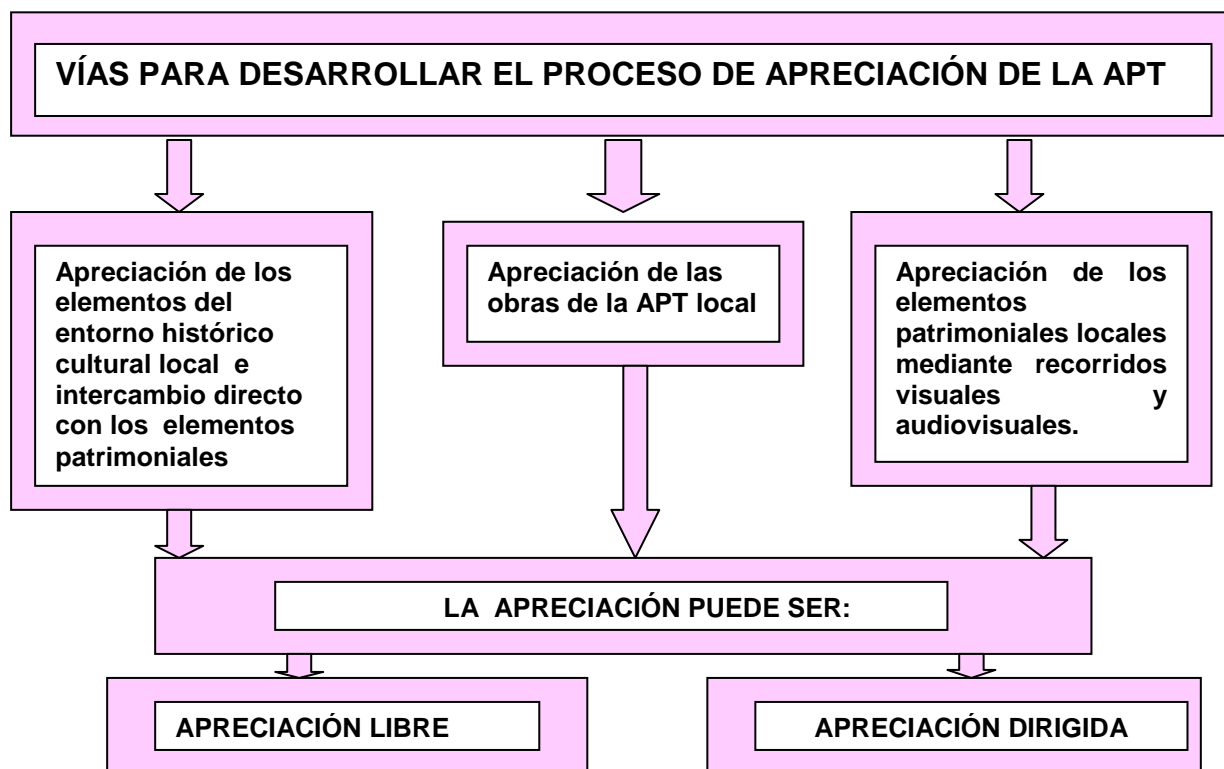 VÍAS PARA DESARROLLAR EL PROCESO DE APRECIACIÓN DE LA APT
Apreciación de los
elementos del
entorno histórico
cultural local e
intercambio directo
con los elementos
patrimoniales
Apreciación de las
obras de la APT local
Apreciación de los
elementos
patrimoniales locales
mediante recorridos
visuales y
audiovisuales.
LA APRECIACIÓN PUEDE SER:
APRECIACIÓN LIBRE
APRECIACIÓN DIRIGIDA